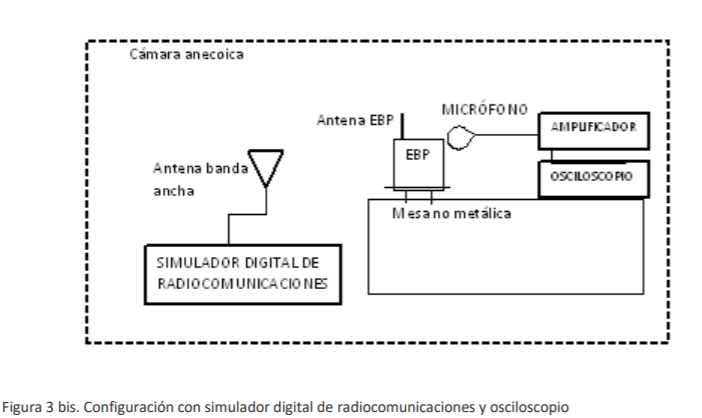 Cámara anecoica
MICRÓFONO
Antena EBP
AMPLIFICADOR
EBP
Antena banda
ancha
OSCILOSCOPIO
Mesa no metálica
SIMULADOR DIGITAL DE
RADIOCOMUNICACIONES
Figura 3 bis. Configuración con simulador digital de radiocomunicaciones y osciloscopio